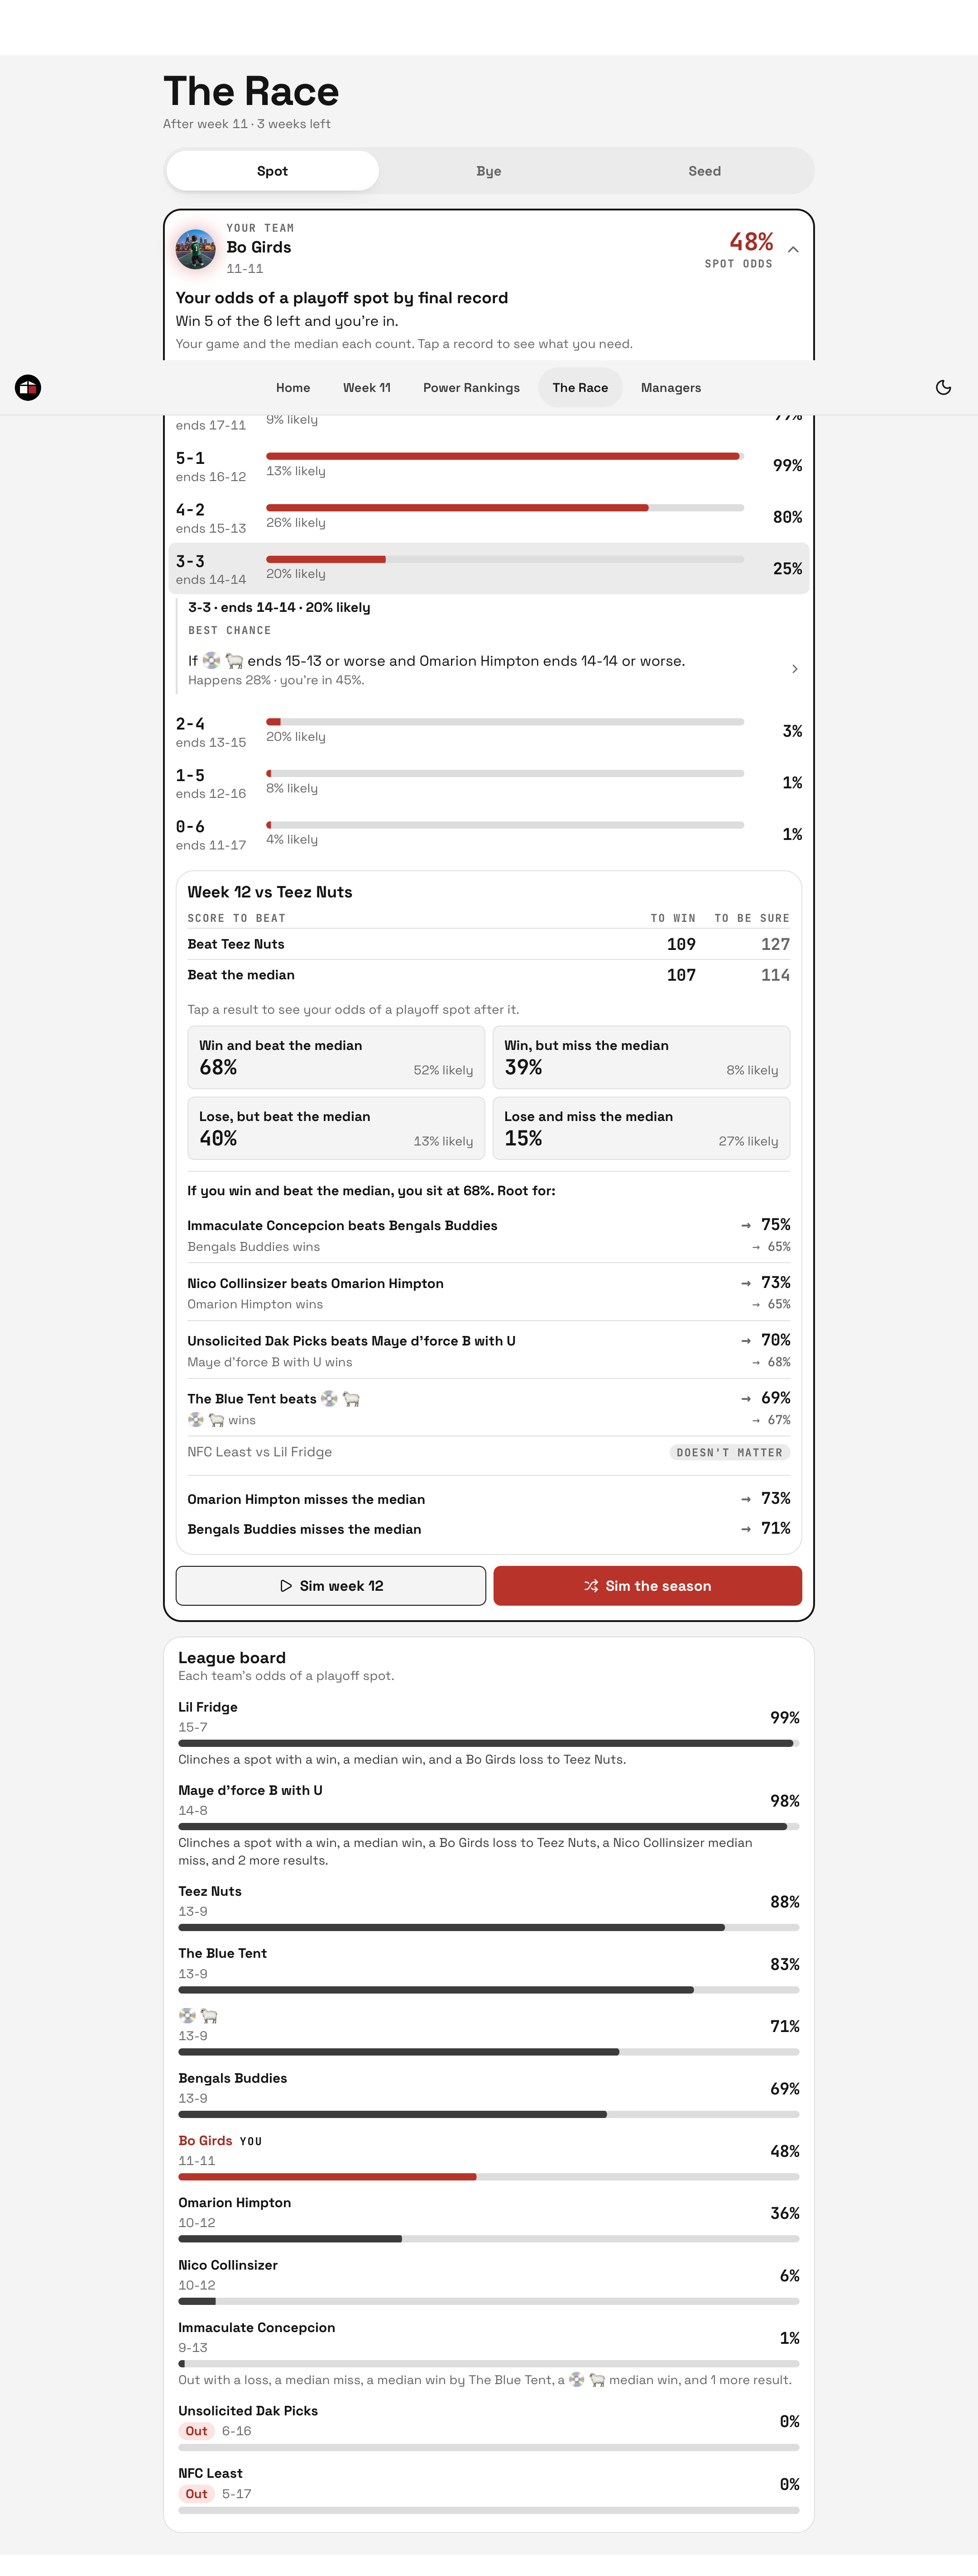 The Race
After week 11 · 3 weeks left
Spot
Bye
Seed
YOUR TEAM
Bo Girds
11-11
48%
SPOT ODDS
Your odds of a playoff spot by final record
Win 5 of the 6 left and you're in.
Your game and the median each count. Tap a record to see what you need.
Home
Week 11
Power Rankings
The Race
Managers
ends 17-11
9% likely
5-1
ends 16-12
13% likely
99%
4-2
ends 15-13
26% likely
80%
3-3
ends 14-14
20% likely
25%
3-3 · ends 14-14 · 20% likely
BEST CHANCE
If 💿 🐑 ends 15-13 or worse and Omarion Himpton ends 14-14 or worse.
Happens 28% · you're in 45%.
2-4
ends 13-15
20% likely
3%
1-5
ends 12-16
8% likely
1%
0-6
ends 11-17
4% likely
1%
Week 12 vs Teez Nuts
SCORE TO BEAT TO WIN TO BE SURE
Beat Teez Nuts 109 127
Beat the median 107 114
Tap a result to see your odds of a playoff spot after it.
Win and beat the median
68% 52% likely
Win, but miss the median
39% 8% likely
Lose, but beat the median
40% 13% likely
Lose and miss the median
15% 27% likely
If you win and beat the median, you sit at 68%. Root for:
Immaculate Concepcion beats Bengals Buddies → 75%
Bengals Buddies wins → 65%
Nico Collinsizer beats Omarion Himpton → 73%
Omarion Himpton wins → 65%
Unsolicited Dak Picks beats Maye d'force B with U → 70%
Maye d'force B with U wins → 68%
The Blue Tent beats 💿 🐑 → 69%
💿 🐑 wins → 67%
NFC Least vs Lil Fridge DOESN'T MATTER
Omarion Himpton misses the median → 73%
Bengals Buddies misses the median → 71%
Sim week 12
Sim the season
League board
Each team's odds of a playoff spot.
Lil Fridge
15-7
99%
Clinches a spot with a win, a median win, and a Bo Girds loss to Teez Nuts.
Maye d'force B with U
14-8
98%
Clinches a spot with a win, a median win, a Bo Girds loss to Teez Nuts, a Nico Collinsizer median
miss, and 2 more results.
Teez Nuts
13-9
88%
The Blue Tent
13-9
83%
💿 🐑
13-9
71%
Bengals Buddies
13-9
69%
Bo Girds YOU
11-11
48%
Omarion Himpton
10-12
36%
Nico Collinsizer
10-12
6%
Immaculate Concepcion
9-13
1%
Out with a loss, a median miss, a median win by The Blue Tent, a 💿 🐑 median win, and 1 more result.
Unsolicited Dak Picks
Out 6-16
0%
NFC Least
Out 5-17
0%